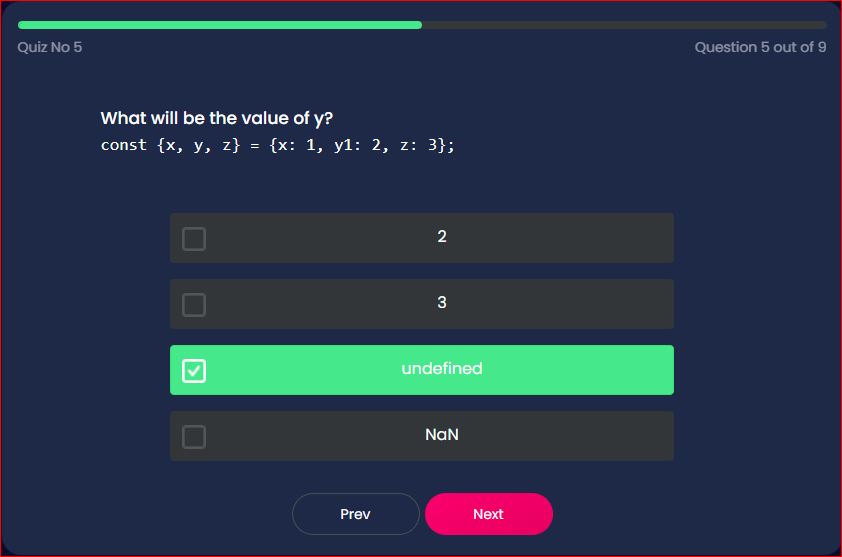 Quiz No 5
Question 5 out of 9
What will be the value of y?
const {x, y, z} = {x: 1, y1: 2, z: 3};
2
3
undefined
NaN
Prev
Next